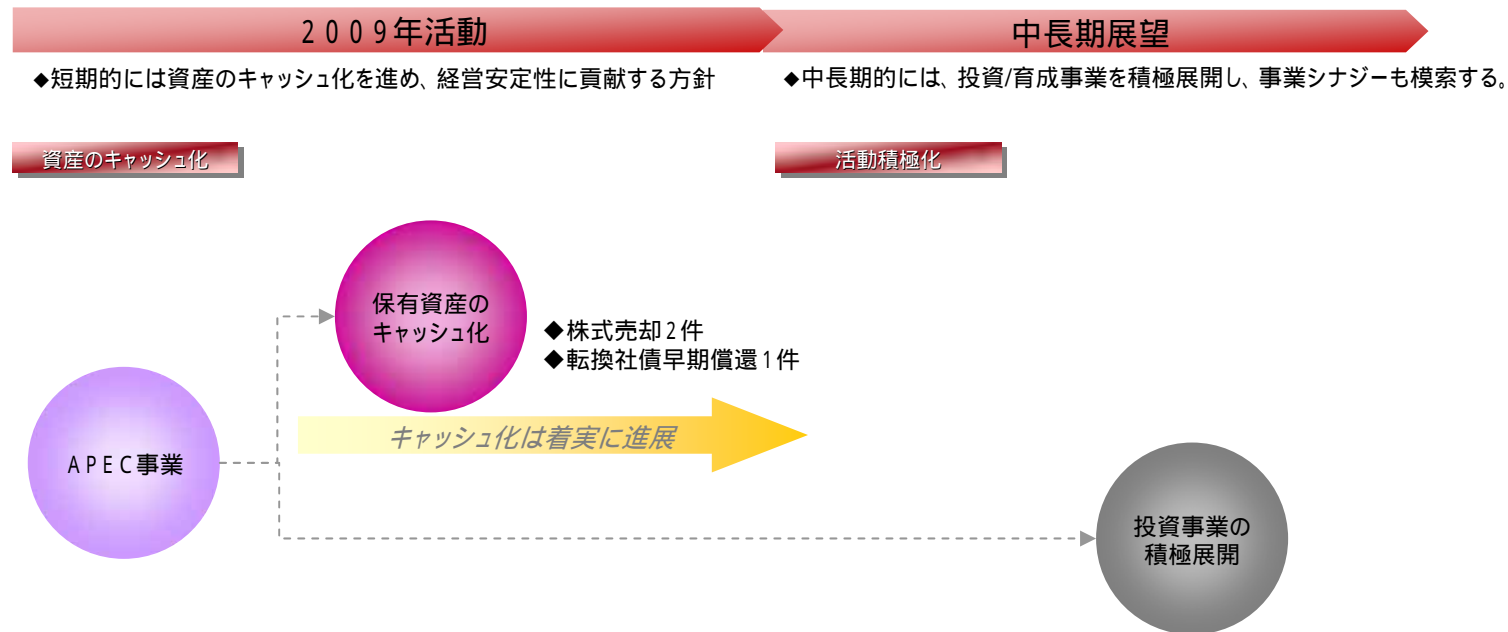 2009年活動
中長期展望
◆短期的には資産のキャッシュ化を進め、経営安定性に貢献する方針
◆中長期的には、投資/育成事業を積極展開し、事業シナジーも模索する。
資産のキャッシュ化
活動積極化
保有資産の
キャッシュ化
◆株式売却2件
◆転換社債早期償還1件
キャッシュ化は着実に進展
APEC事業
投資事業の
積極展開